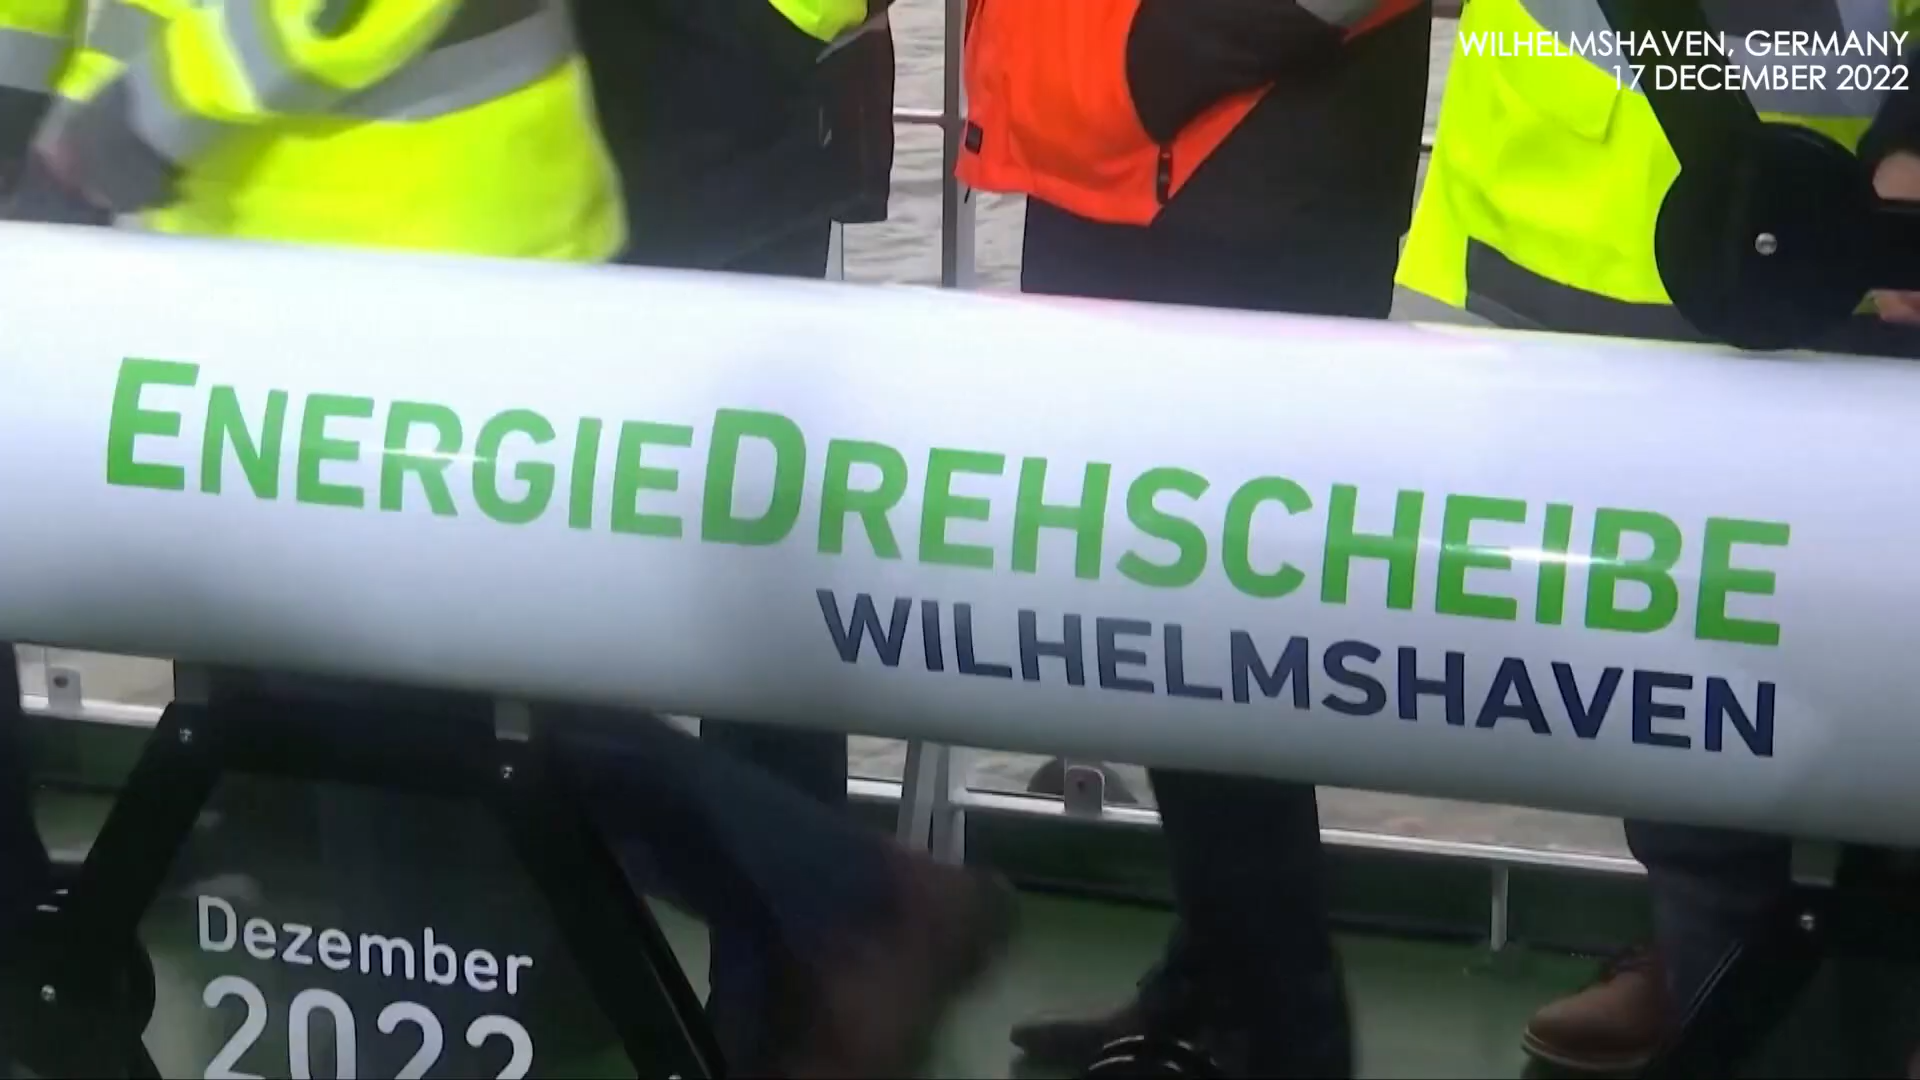 WILHELMSHAVEN, GERMANY
17 DECEMBER 2022
ENERGIEDREHSCHEIBE
WILHELMSHAVEN
Dezember
2022